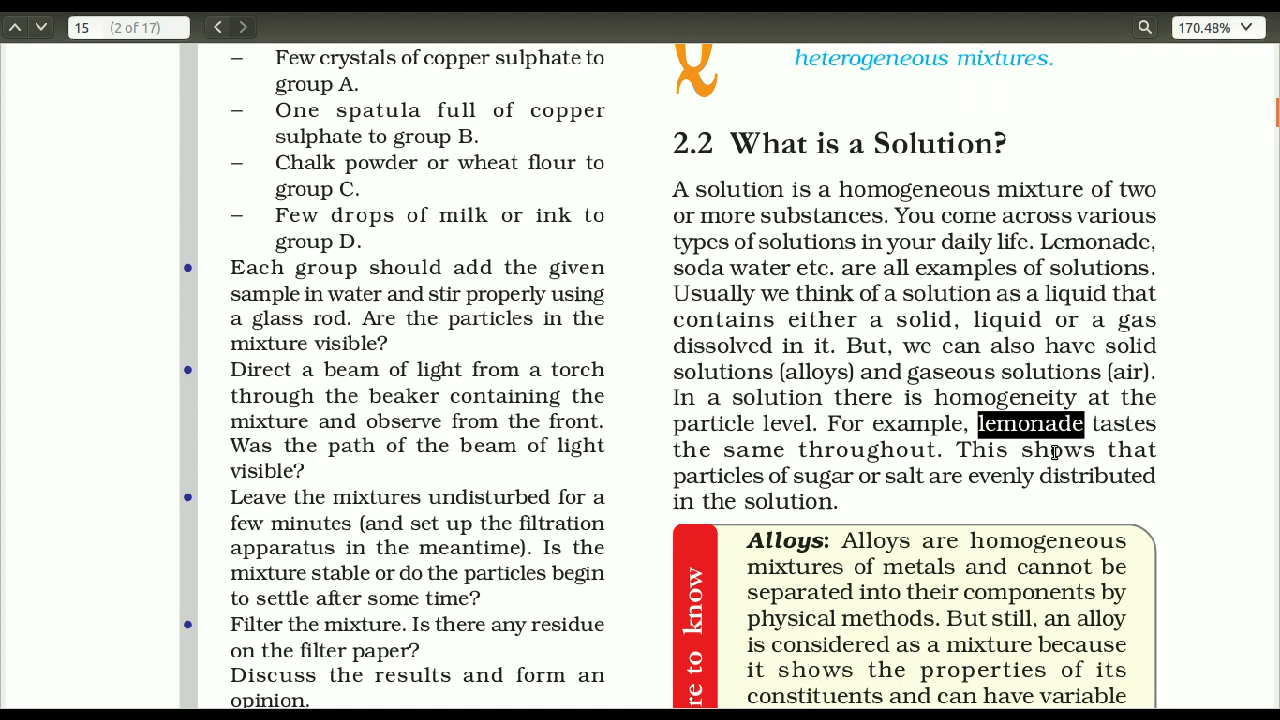 15 (2 of 17)
170.48%
– Few crystals of copper sulphate to
group A.
– One spatula full of copper
sulphate to group B.
– Chalk powder or wheat flour to
group C.
– Few drops of milk or ink to
group D.
• Each group should add the given
sample in water and stir properly using
a glass rod. Are the particles in the
mixture visible?
• Direct a beam of light from a torch
through the beaker containing the
mixture and observe from the front.
Was the path of the beam of light
visible?
• Leave the mixtures undisturbed for a
few minutes (and set up the filtration
apparatus in the meantime). Is the
mixture stable or do the particles begin
to settle after some time?
• Filter the mixture. Is there any residue
on the filter paper?
Discuss the results and form an
opinion.
Q
heterogeneous mixtures.
2.2 What is a Solution?
A solution is a homogeneous mixture of two
or more substances. You come across various
types of solutions in your daily life. Lemonade,
soda water etc. are all examples of solutions.
Usually we think of a solution as a liquid that
contains either a solid, liquid or a gas
dissolved in it. But, we can also have solid
solutions (alloys) and gaseous solutions (air).
In a solution there is homogeneity at the
particle level. For example, lemonade tastes
the same throughout. This shows that
particles of sugar or salt are evenly distributed
in the solution.
re to know
Alloys: Alloys are homogeneous
mixtures of metals and cannot be
separated into their components by
physical methods. But still, an alloy
is considered as a mixture because
it shows the properties of its
constituents and can have variable